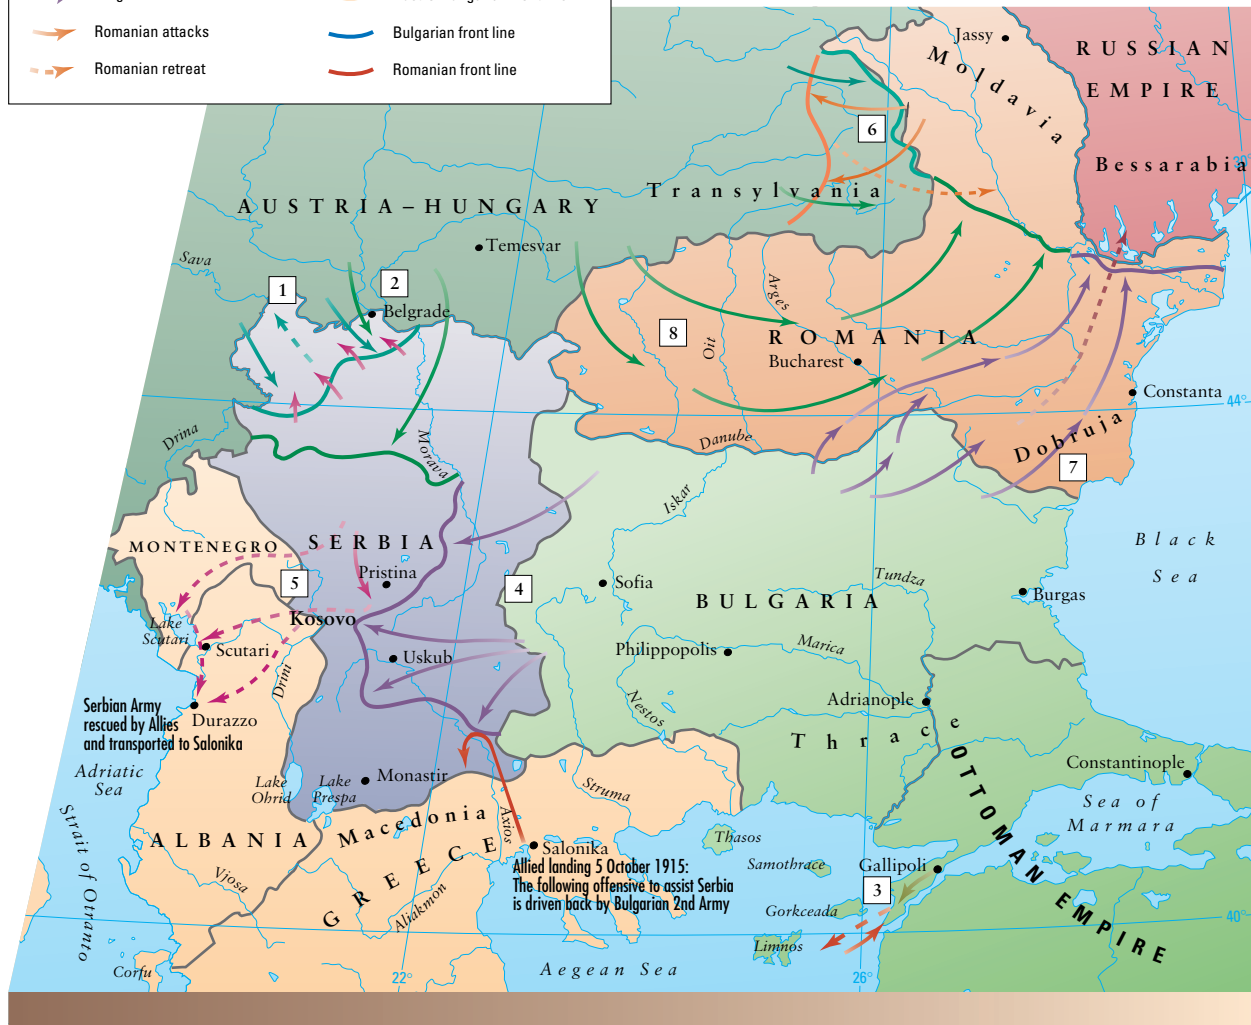 Romanian attacks
Bulgarian front line
Romanian retreat
Romanian front line
Jassy
Moldavia
RUSSIAN
EMPIRE
Bessarabia
6
Transylvania
AUSTRIA–HUNGARY
Temesvar
Sava
1
2
Belgrade
Arges
8
Olt
ROMANIA
Bucharest
Constanta
44°
Drina
Morava
Danube
Dobruja
7
Iskar
Black
Sea
MONTENEGRO
SERBIA
Pristina
5
4
Sofia
Tundza
BULGARIA
Burgas
Kosovo
Lake
Scutari
Scutari
Uskub
Philippopolis
Marica
Drini
Nestos
Adrianople
Serbian Army
rescued by Allies
and transported to Salonika
Durazzo
Thrace
Adriatic
Sea
Lake
Ohrid
Lake
Prespa
Monastir
Struma
Constantinople
Sea of
Marmara
Strait of Otranto
ALBANIA
Macedonia
Axios
GREECE
Salonika
Allied landing 5 October 1915:
The following offensive to assist Serbia
is driven back by Bulgarian 2nd Army
Thasos
Samothrace
Gallipoli
3
OTTOMAN EMPIRE
Vjosa
Aliakmon
Gorkceada
Limnos
40°
Corfu
22°
Aegean Sea
26°